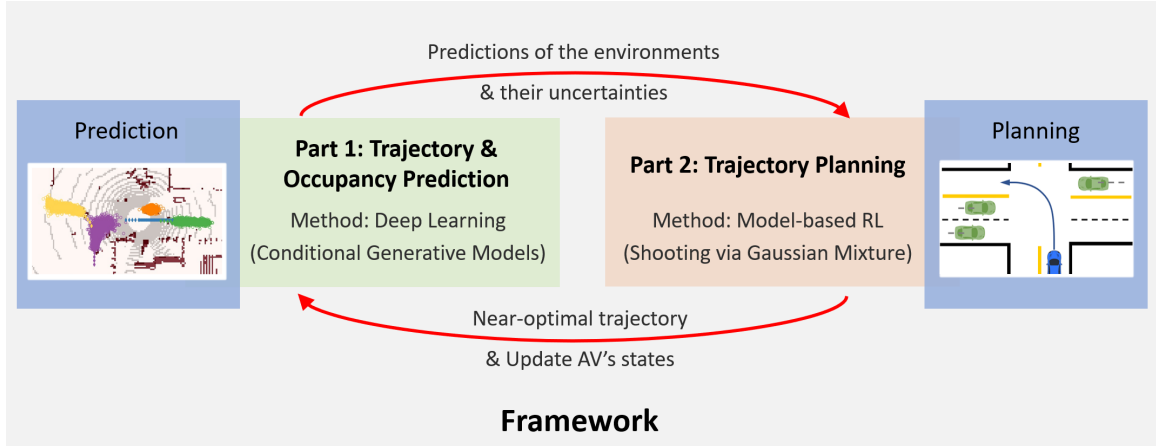 Predictions of the environments
& their uncertainties
Prediction
Part 1: Trajectory &
Occupancy Prediction
Method: Deep Learning
(Conditional Generative Models)
Part 2: Trajectory Planning
Method: Model-based RL
(Shooting via Gaussian Mixture)
Planning
Near-optimal trajectory
& Update AV’s states
Framework